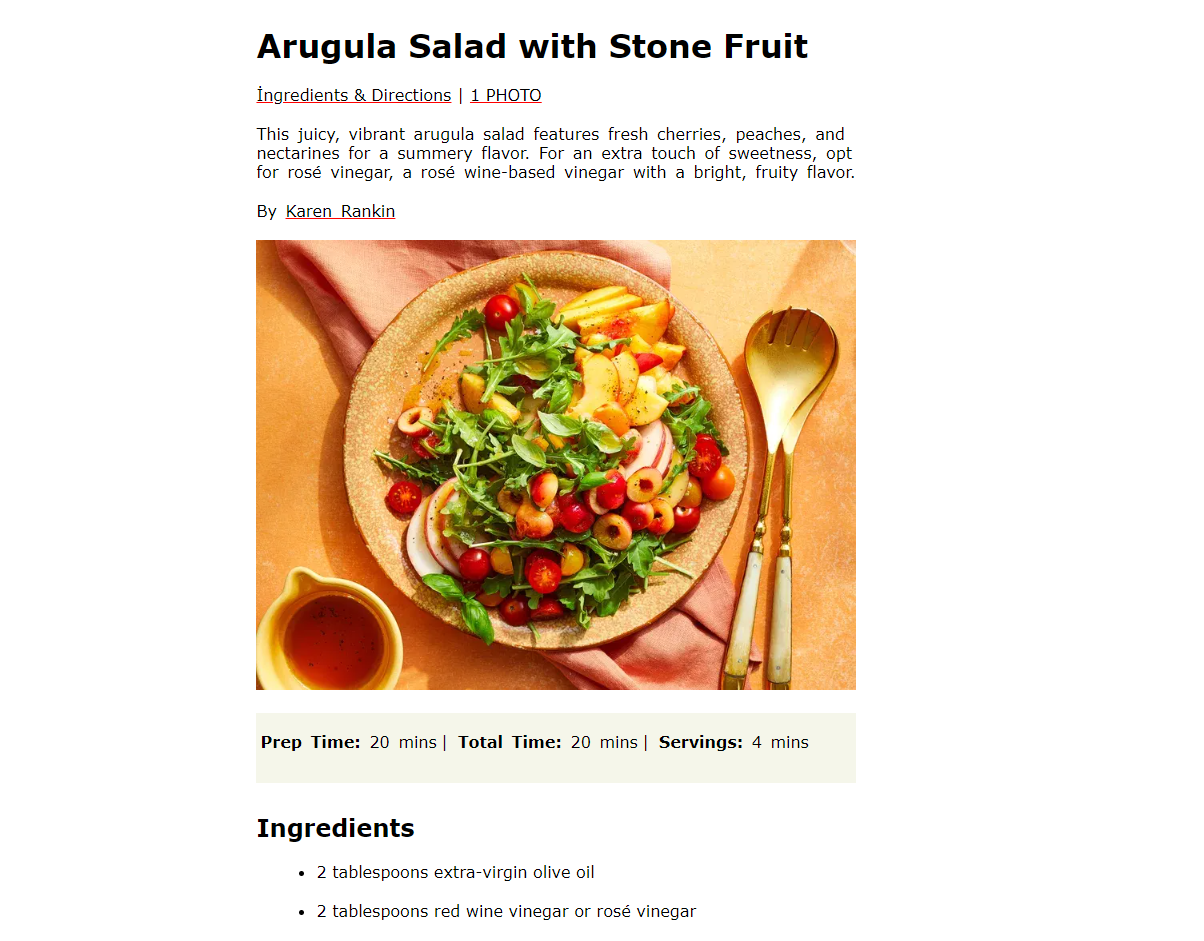 Arugula Salad with Stone Fruit
İngredients & Directions | 1 PHOTO
This juicy, vibrant arugula salad features fresh cherries, peaches, and
nectarines for a summery flavor. For an extra touch of sweetness, opt
for rosé vinegar, a rosé wine-based vinegar with a bright, fruity flavor.
By Karen Rankin
Prep Time: 20 mins | Total Time: 20 mins | Servings: 4 mins
Ingredients
• 2 tablespoons extra-virgin olive oil
• 2 tablespoons red wine vinegar or rosé vinegar